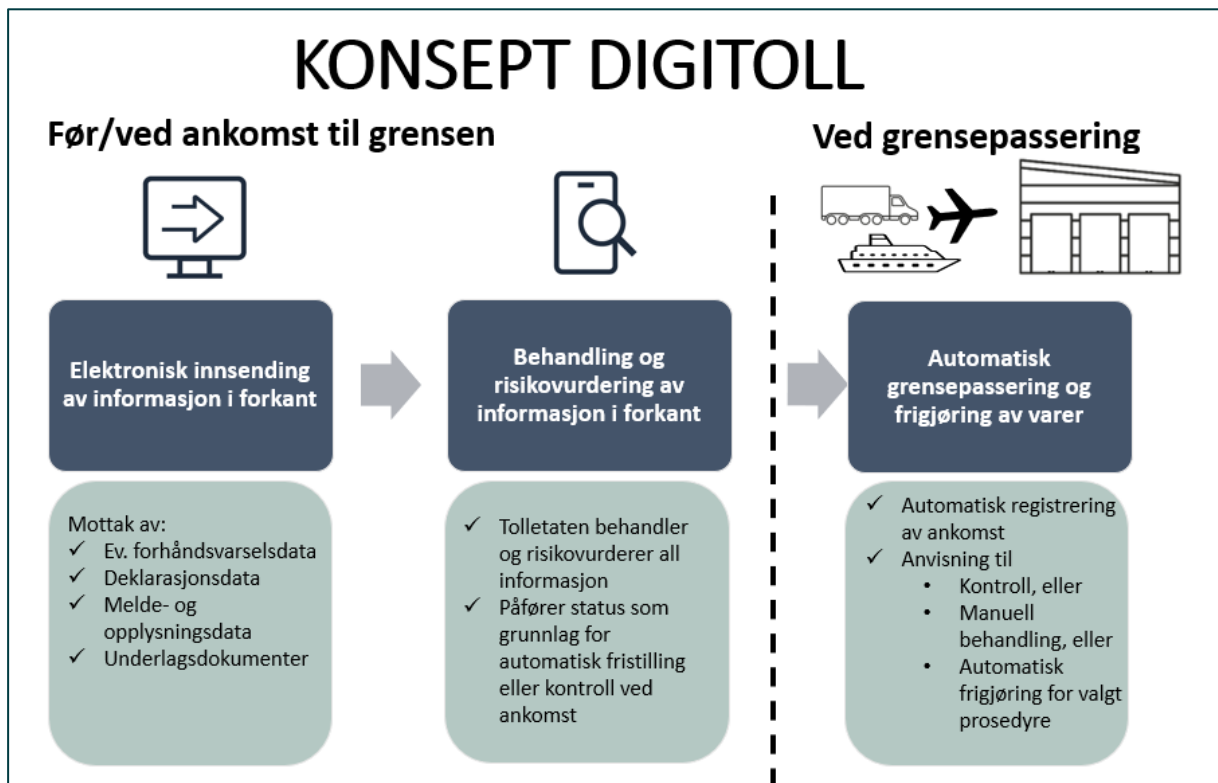 KONSEPT DIGITOLL
Før/ved ankomst til grensen
Ved grensepassering
Elektronisk innsending
av informasjon i forkant
Behandling og
risikovurdering av
informasjon i forkant
Automatisk
grensepassering og
frigjøring av varer
Mottak av:
✓ Ev. forhåndsvarselsdata
✓ Deklarasjonsdata
✓ Melde- og
opplysningsdata
✓ Underlagsdokumenter
✓ Tolletaten behandler
og risikovurderer all
informasjon
✓ Påfører status som
grunnlag for
automatisk fristilling
eller kontroll ved
ankomst
✓ Automatisk registrering
av ankomst
✓ Anvisning til
• Kontroll, eller
• Manuell
behandling, eller
• Automatisk
frigjøring for valgt
prosedyre